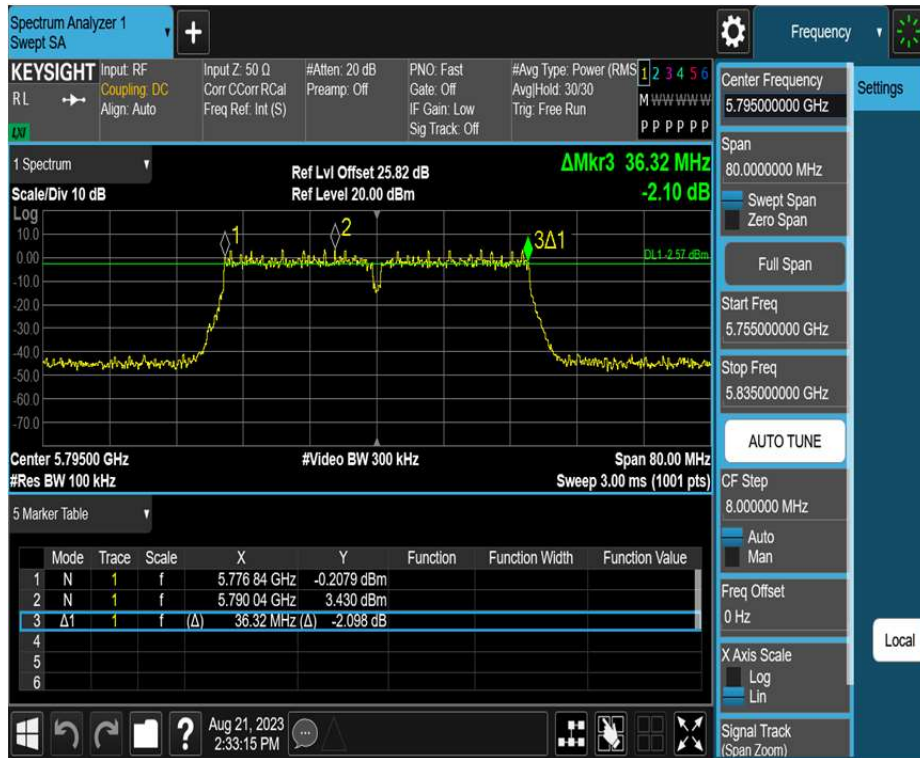 Spectrum Analyzer 1
Swept SA
+
Frequency
KEYSIGHT
RL
LXI
Input: RF
Coupling: DC
Align: Auto
Input Z: 50 Ω
Corr CCorr RCal
Freq Ref: Int (S)
#Atten: 20 dB
Preamp: Off
PNO: Fast
Gate: Off
IF Gain: Low
Sig Track: Off
#Avg Type: Power (RMS
Avg|Hold: 30/30
Trig: Free Run
1 2 3 4 5 6
M W W W W W
P P P P P P
1 Spectrum
Scale/Div 10 dB
Ref Lvl Offset 25.82 dB
Ref Level 20.00 dBm
ΔMkr3 36.32 MHz
-2.10 dB
Log
10.0
0.00
-10.0
-20.0
-30.0
-40.0
-50.0
-60.0
-70.0
1
2
3Δ1
DL1 -2.57 dBm
Center 5.79500 GHz
#Res BW 100 kHz
#Video BW 300 kHz
Span 80.00 MHz
Sweep 3.00 ms (1001 pts)
5 Marker Table
Mode Trace Scale X Y Function Function Width Function Value
1 N 1 f 5.776 84 GHz -0.2079 dBm
2 N 1 f 5.790 04 GHz 3.430 dBm
3 Δ1 1 f (Δ) 36.32 MHz (Δ) -2.098 dB
4
5
6
?
Aug 21, 2023
2:33:15 PM
Center Frequency
5.795000000 GHz
Span
80.0000000 MHz
Swept Span
Zero Span
Full Span
Start Freq
5.755000000 GHz
Stop Freq
5.835000000 GHz
AUTO TUNE
CF Step
8.000000 MHz
Auto
Man
Freq Offset
0 Hz
X Axis Scale
Log
Lin
Signal Track
(Span Zoom)
Settings
Local